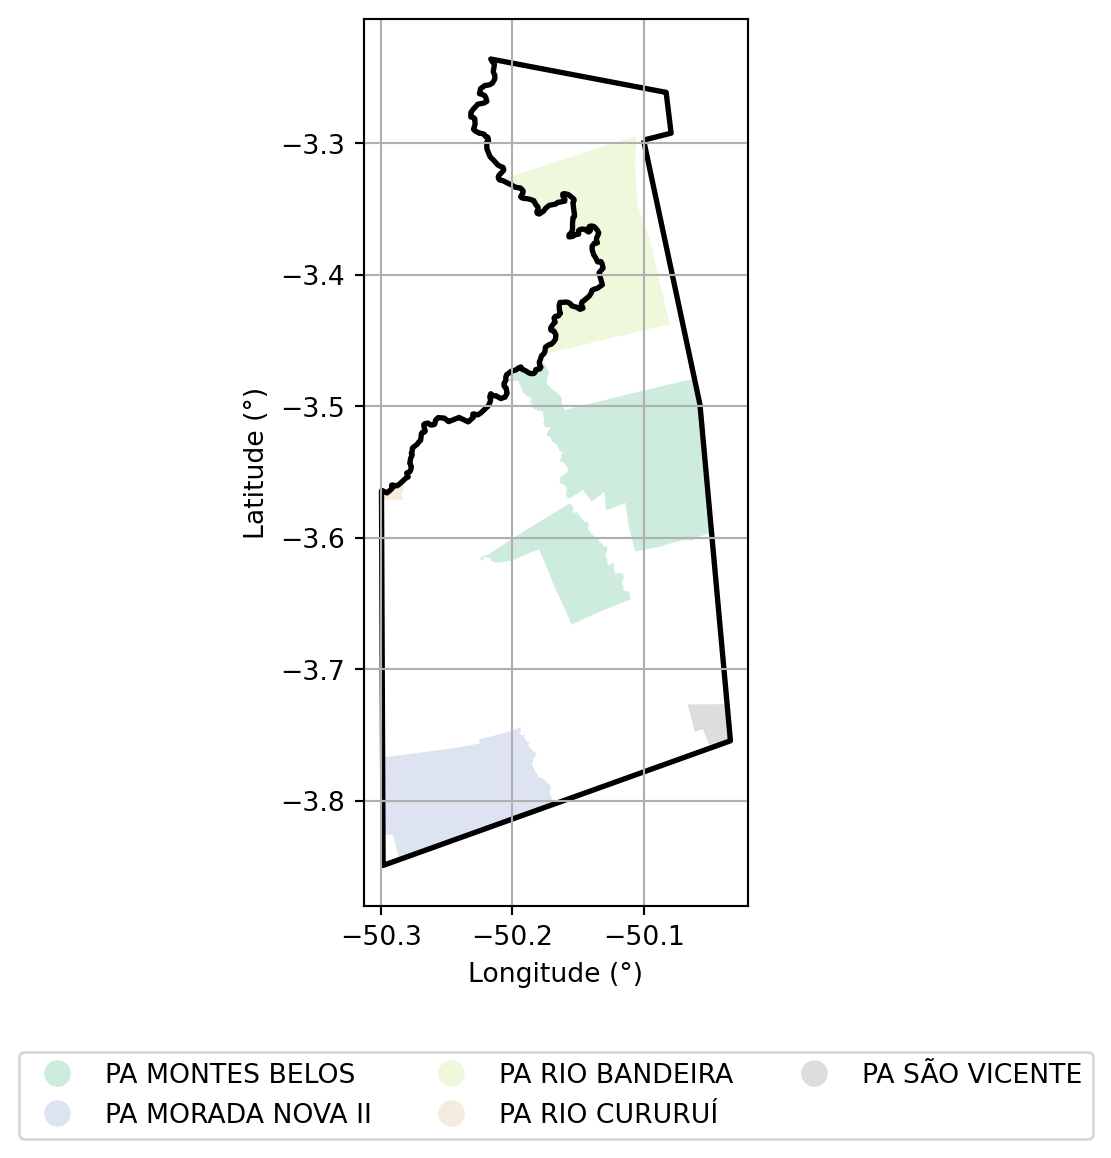 −3.3
−3.4
−3.5
−3.6
−3.7
−3.8
Latitude (°)
−50.3 −50.2 −50.1
Longitude (°)
PA MONTES BELOS PA RIO BANDEIRA PA SÃO VICENTE
PA MORADA NOVA II PA RIO CURURUÍ